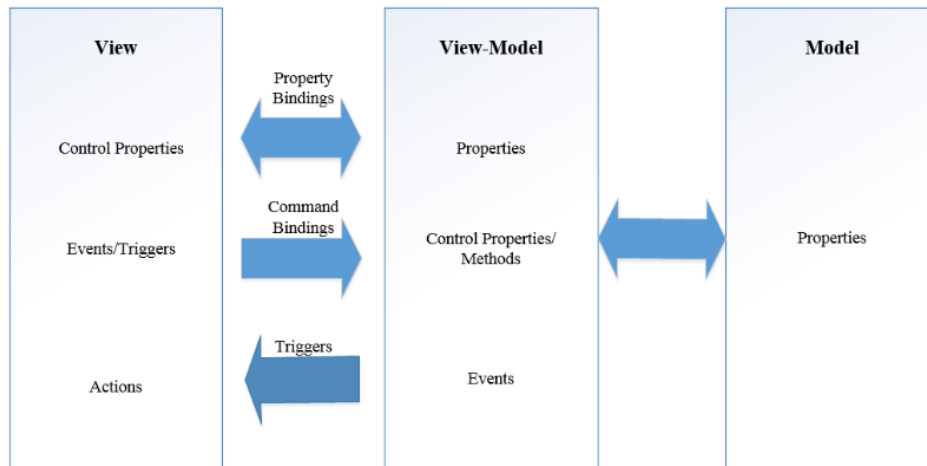 View
View-Model
Model
Property
Bindings
Control Properties
Properties
Command
Bindings
Events/Triggers
Control Properties/
Methods
Properties
Triggers
Actions
Events